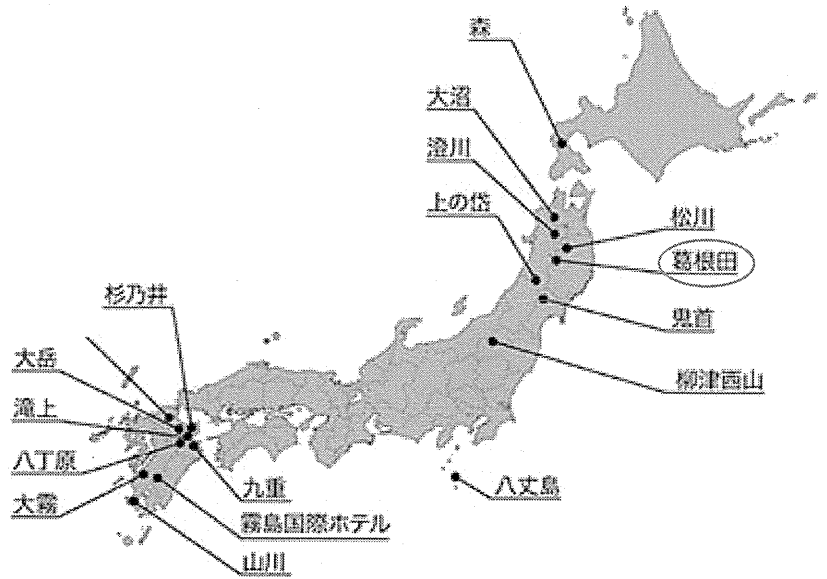 森
大沼
澄川
上の岱
松川
葛根田
鬼首
柳津西山
杉乃井
大岳
滝上
八丁原
大霧
九重
霧島国際ホテル
山川
八丈島